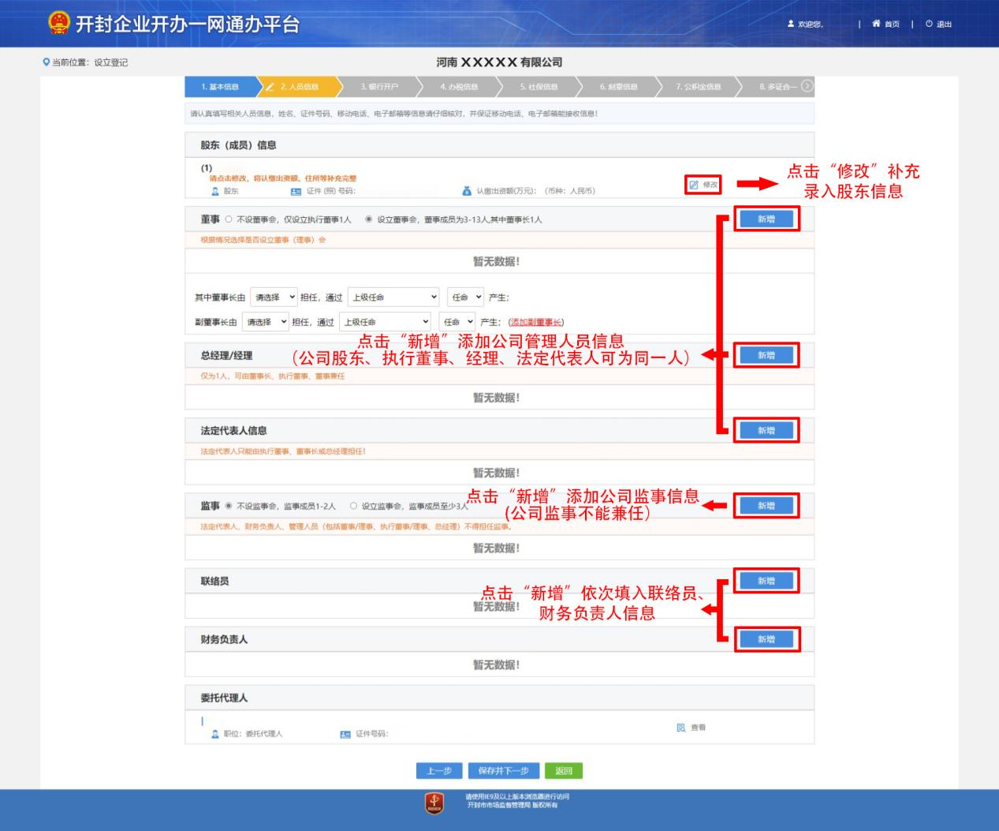 开封企业开办一网通办平台
欢迎您, | 首页 | 退出
当前位置：设立登记
河南 XXXXX 有限公司
1. 基本信息 2. 人员信息 3. 银行开户 4. 办税信息 5. 社保信息 6. 刻章信息 7. 公积金信息 8. 多证合一
请认真填写相关人员信息，姓名、证件号码、移动电话、电子邮箱等信息请仔细核对，并保证移动电话、电子邮箱能接收信息!
股东（成员）信息
(1)
请点击修改，将认缴出资额、住所等补充完整
股东 证件 (照) 号码: 认缴出资额(万元): （币种：人民币） 修改
点击“修改”补充
录入股东信息
董事 不设董事会，仅设立执行董事1人 设立董事会，董事成员为3-13人,其中董事长1人 新增
根据情况选择是否设立董事（理事）会
暂无数据!
其中董事长由 请选择 担任，通过 上级任命 任命 产生；
副董事长由 请选择 担任，通过 上级任命 任命 产生； (添加副董事长)
点击“新增”添加公司管理人员信息
（公司股东、执行董事、经理、法定代表人可为同一人）
总经理/经理 新增
仅为1人，可由董事长、执行董事、董事兼任
暂无数据!
法定代表人信息 新增
法定代表人只能由执行董事、董事长或总经理担任!
暂无数据!
监事 不设监事会，监事成员1-2人 设立监事会，监事成员至少3人 新增
点击“新增”添加公司监事信息
(公司监事不能兼任）
法定代表人、财务负责人、管理人员（包括董事/理事、执行董事/理事、总经理）不得担任监事。
暂无数据!
联络员 新增
点击“新增”依次填入联络员、
财务负责人信息
暂无数据!
财务负责人 新增
暂无数据!
委托代理人
职位：委托代理人 证件号码: 查看
上一步 保存并下一步 返回
请使用IE9及以上版本浏览器进行访问
开封市市场监督管理局 版权所有